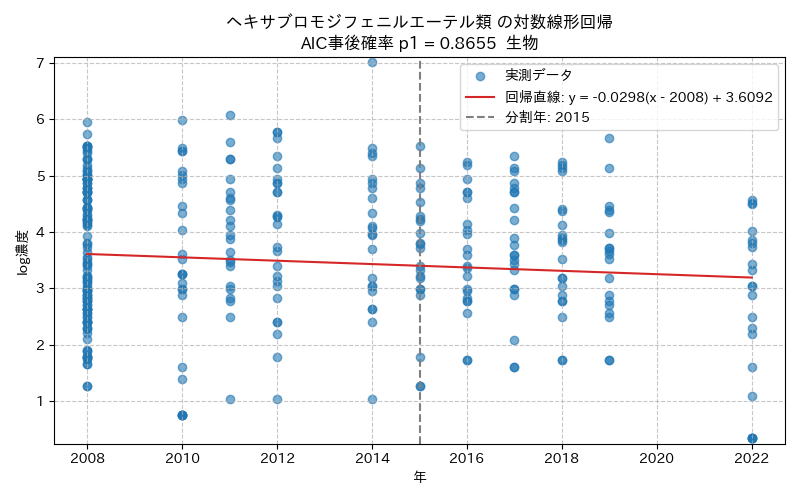 ヘキサブロモジフェニルエーテル類 の対数線形回帰
AIC事後確率 p1 = 0.8655  生物
実測データ
回帰直線: y = -0.0298(x - 2008) + 3.6092
分割年: 2015
log濃度
7
6
5
4
3
2
1
2008 2010 2012 2014 2016 2018 2020 2022
年